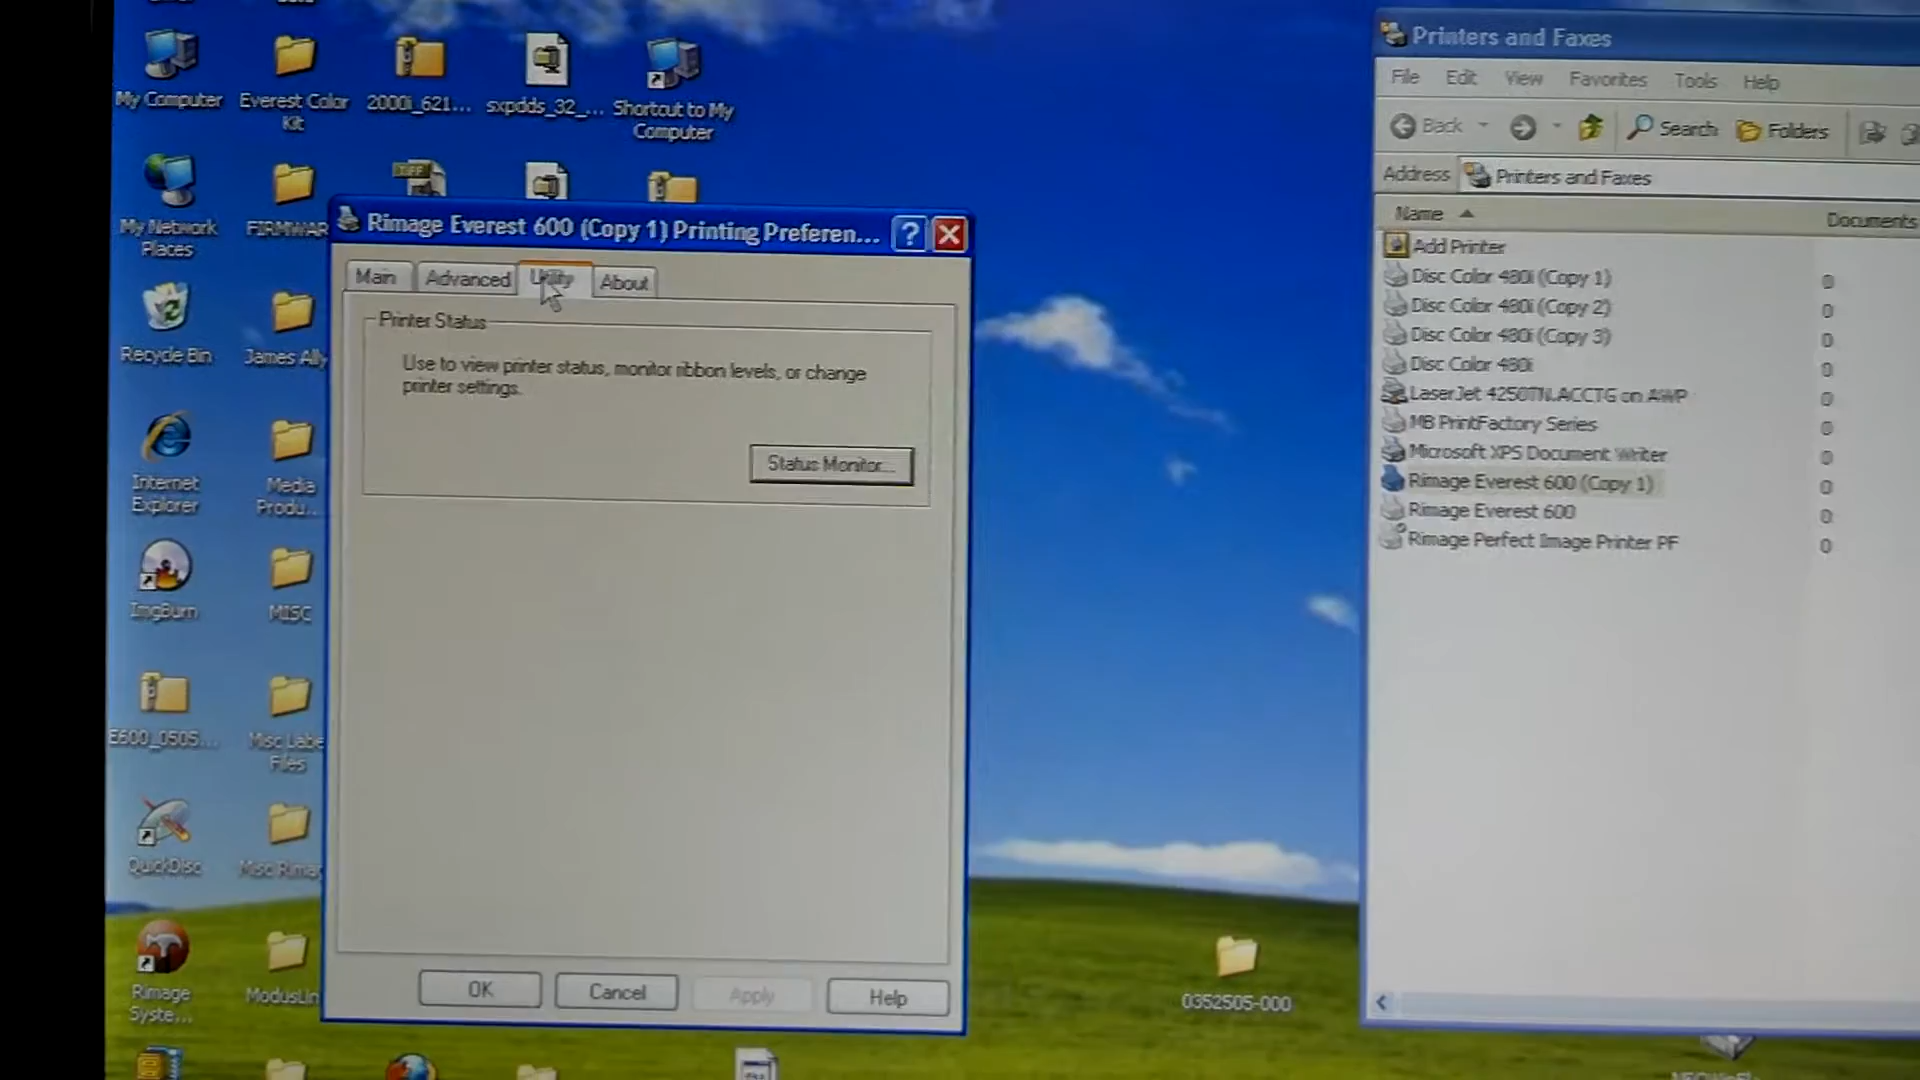 My Computer
Everest Color
Kit
2000i_621...
sxpdds_32_...
Shortcut to My
Computer
My Network
Places
FIRMWAR
Recycle Bin
James Ally
Internet
Explorer
Media
Produ...
ImgBurn
MISC
E600_0505...
Misc Labe
Files
QuickDisc
Misc Rimag
Rimage
Syste...
ModusLin
Rimage Everest 600 (Copy 1) Printing Preferen...
?
Main
Advanced
Utility
About
Printer Status
Use to view printer status, monitor ribbon levels, or change
printer settings.
Status Monitor...
OK
Cancel
Apply
Help
0352505-000
Printers and Faxes
File Edit View Favorites Tools Help
Back
Search
Folders
Address
Printers and Faxes
Name
Documents
Add Printer
Disc Color 480i (Copy 1) 0
Disc Color 480i (Copy 2) 0
Disc Color 480i (Copy 3) 0
Disc Color 480i 0
LaserJet 4250TN.ACCTG on AWP 0
MB PrintFactory Series 0
Microsoft XPS Document Writer 0
Rimage Everest 600 (Copy 1) 0
Rimage Everest 600 0
Rimage Perfect Image Printer PF 0